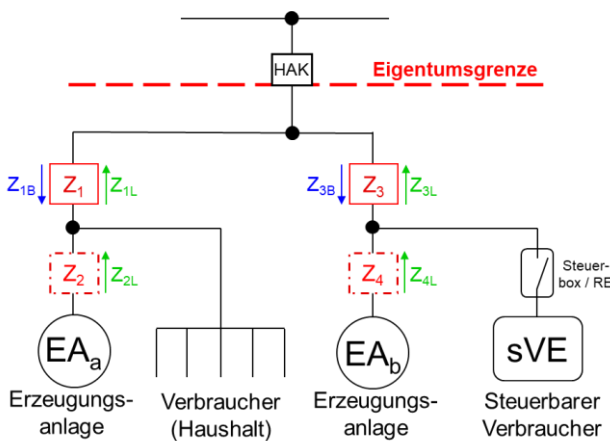 HAK
Eigentumsgrenze
Z1B
Z1
Z1L
Z3B
Z3
Z3L
Z2
Z2L
Z4
Z4L
Steuer-
box / RE
EAa
EAb
sVE
Erzeugungs-
anlage
Verbraucher
(Haushalt)
Erzeugungs-
anlage
Steuerbarer
Verbraucher